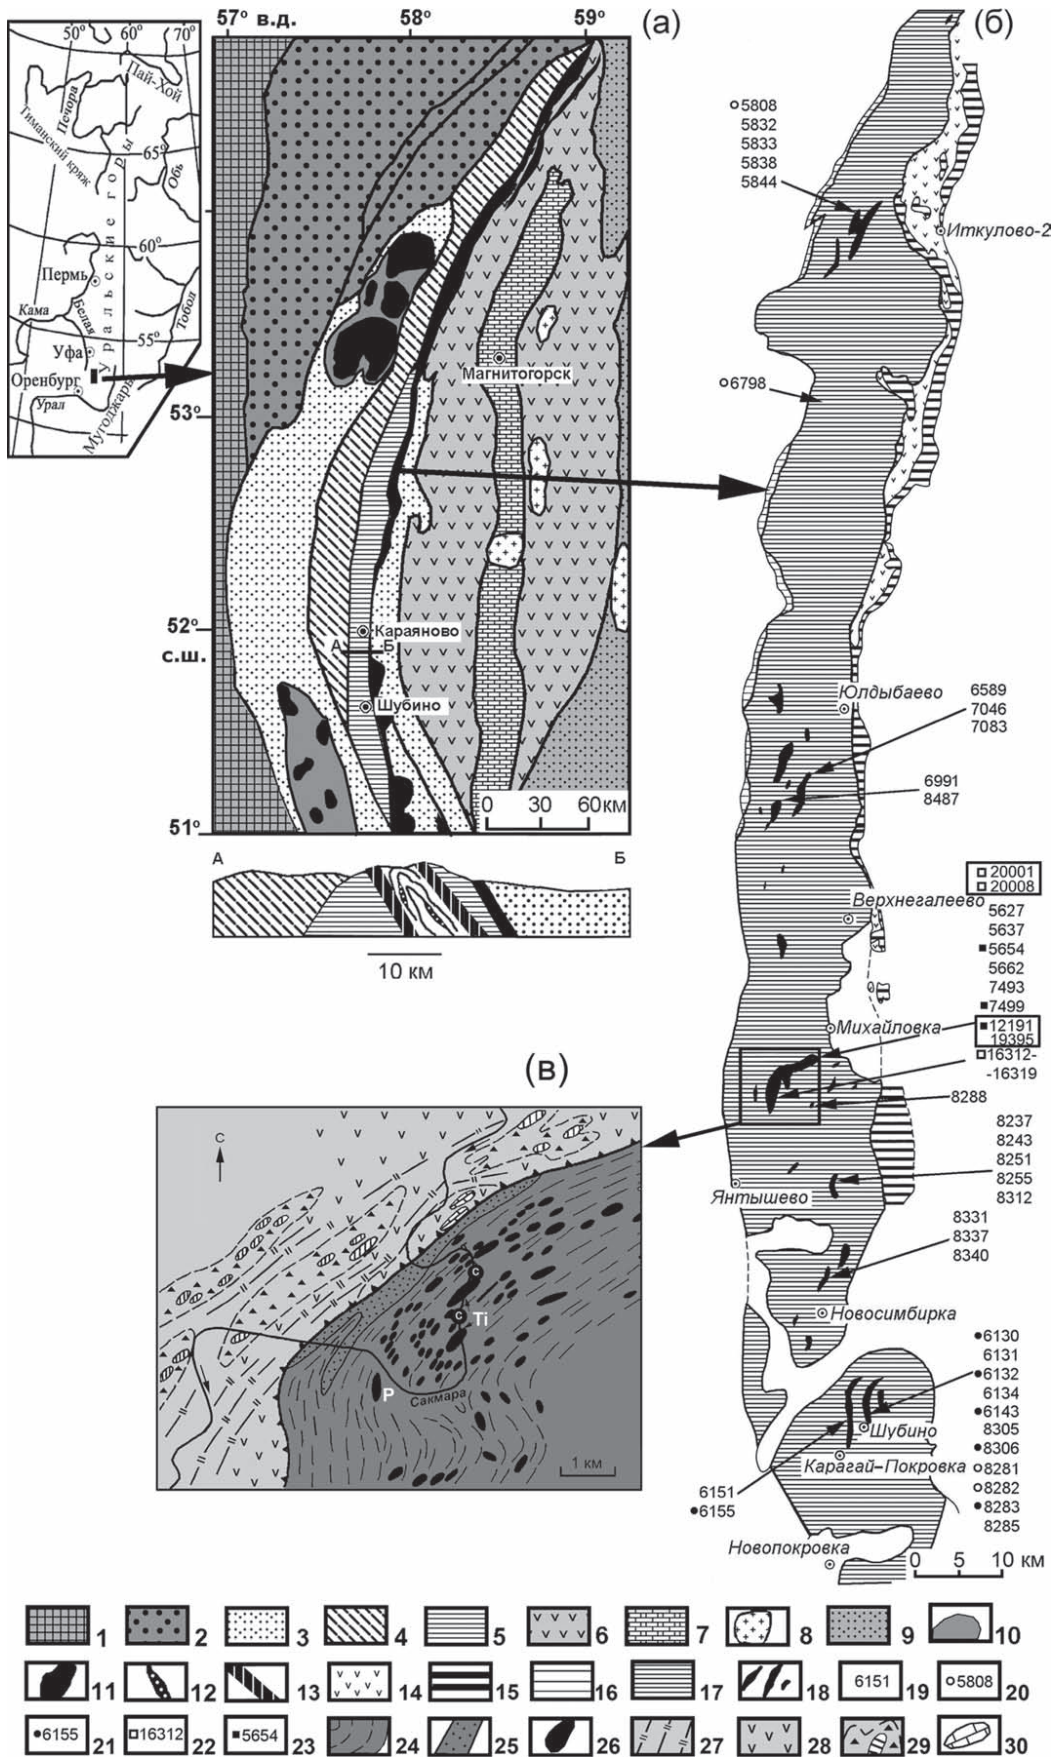 50° 60° 70°
Пай-Хой
Печора
Тиманский кряж
65°
Обь
Уральские горы
60°
Пермь
Кама
Белая
Тобол
55°
Уфа
Оренбург
Урал
Мугоджары
57° в.д. 58° 59°
(а)
53°
52°
с.ш.
51°
Магнитогорск
Караяново
А Б
Шубино
0 30 60 км
А Б
10 км
(б)
5808
5832
5833
5838
5844
Иткулово-2
6798
Юлдыбаево
6589
7046
7083
6991
8487
20001
20008
Верхнегалеево
5627
5637
5654
5662
7493
7499
Михайловка
12191
19395
16312-
-16319
8288
8237
8243
8251
8255
8312
Янтышево
8331
8337
8340
Новосимбирка
6130
6131
6132
6134
6143
8305
8306
8281
8282
8283
8285
Шубино
Карагай-Покровка
6151
6155
Новопокровка
0 5 10 км
(в)
С
с
с Ti
P
Сакмара
1 км
1 2 3 4 5 6 7 8 9 10
11 12 13 14 15 16 17 18 6151 19 5808 20
6155 21 16312 22 5654 23 24 25 26 27 28 29 30